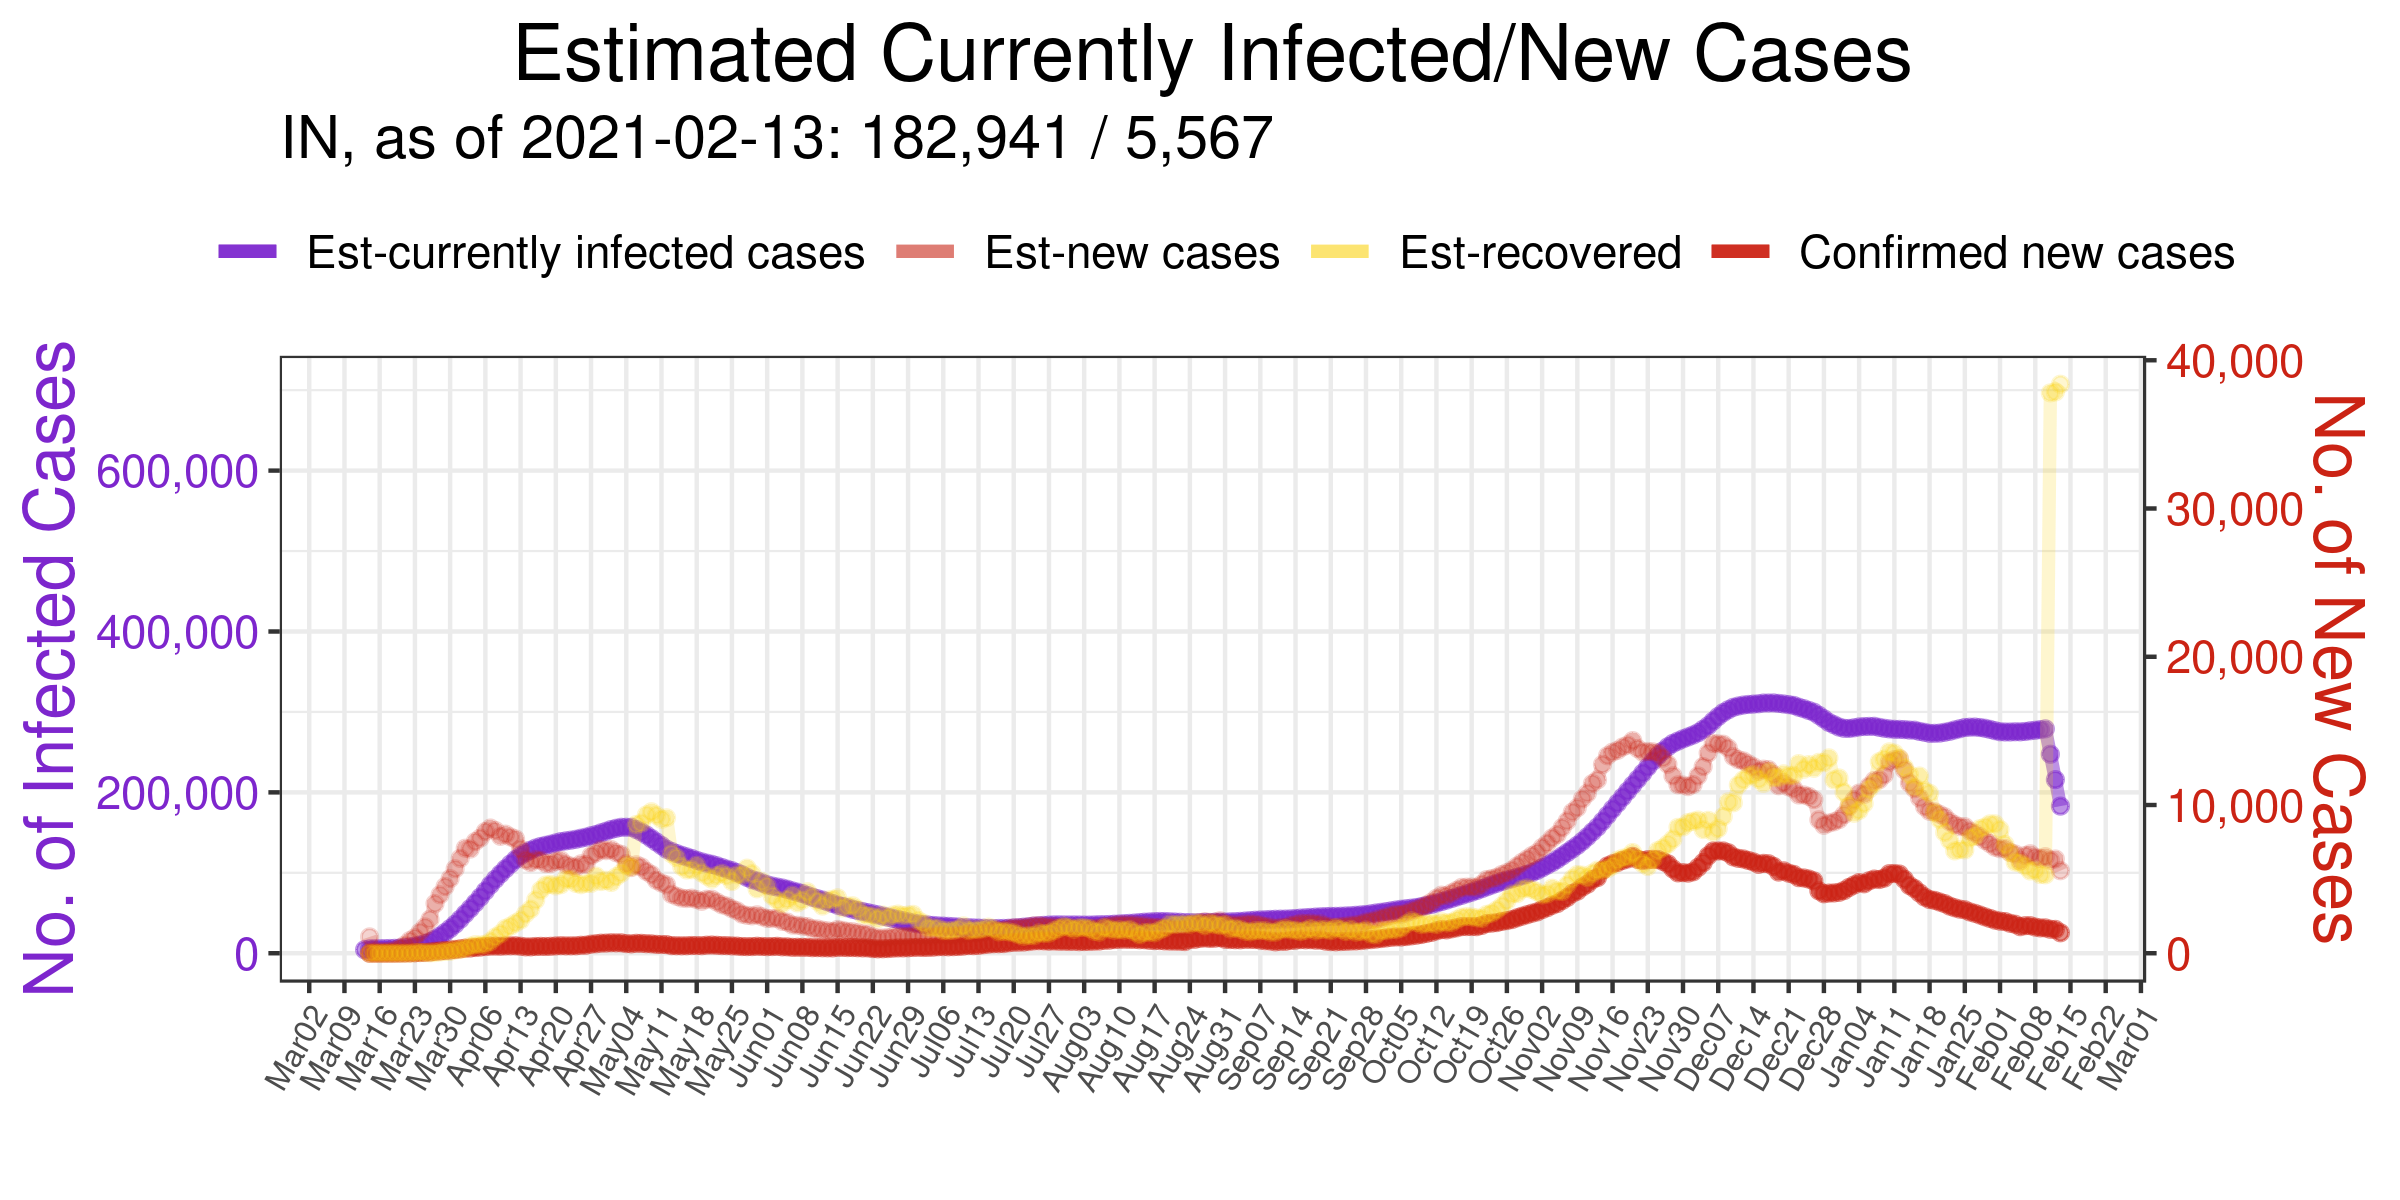 Estimated Currently Infected/New Cases
IN, as of 2021-02-13: 182,941 / 5,567
Est-currently infected cases
Est-new cases
Est-recovered
Confirmed new cases
No. of Infected Cases
600,000
400,000
200,000
0
40,000
30,000
20,000
10,000
0
No. of New Cases
Mar02
Mar09
Mar16
Mar23
Mar30
Apr06
Apr13
Apr20
Apr27
May04
May11
May18
May25
Jun01
Jun08
Jun15
Jun22
Jun29
Jul06
Jul13
Jul20
Jul27
Aug03
Aug10
Aug17
Aug24
Aug31
Sep07
Sep14
Sep21
Sep28
Oct05
Oct12
Oct19
Oct26
Nov02
Nov09
Nov16
Nov23
Nov30
Dec07
Dec14
Dec21
Dec28
Jan04
Jan11
Jan18
Jan25
Feb01
Feb08
Feb15
Feb22
Mar01